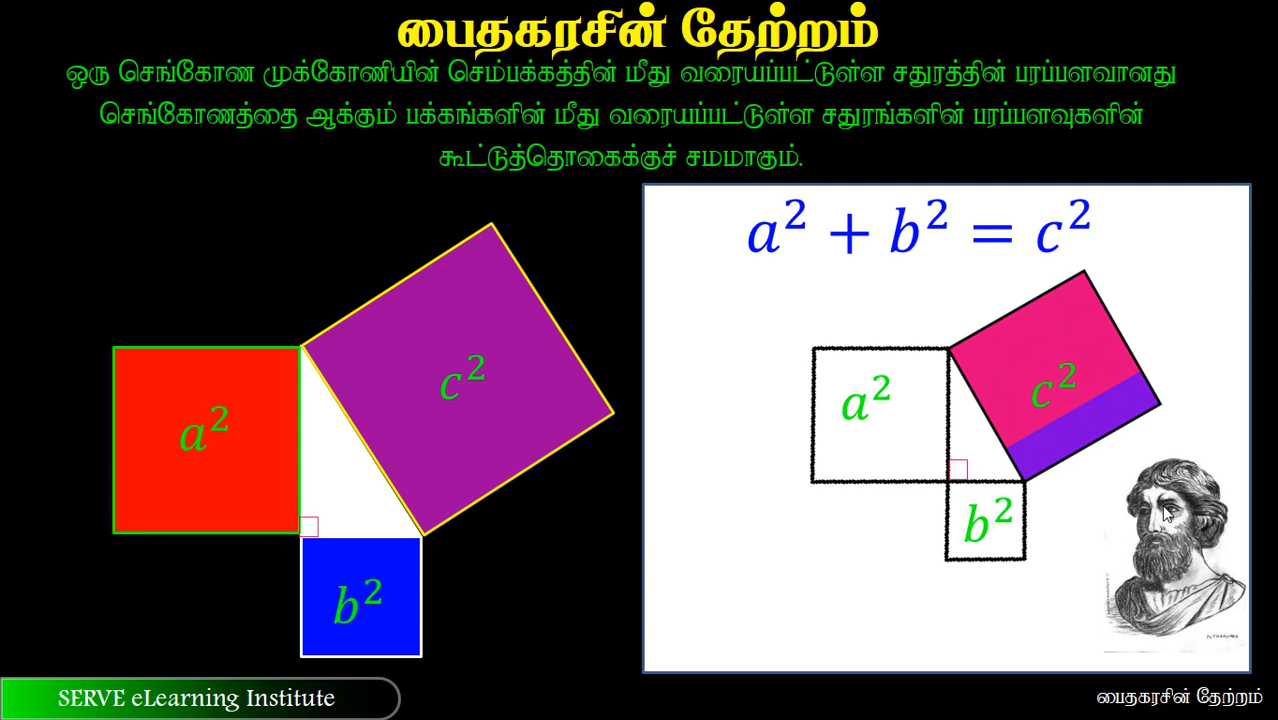 பைதகரசின் தேற்றம்
ஒரு செங்கோண முக்கோணியின் செம்பக்கத்தின் மீது வரையப்பட்டுள்ள சதுரத்தின் பரப்பளவானது
செங்கோணத்தை ஆக்கும் பக்கங்களின் மீது வரையப்பட்டுள்ள சதுரங்களின் பரப்பளவுகளின்
கூட்டுத்தொகைக்குச் சமமாகும்.
a² + b² = c²
a²
c²
b²
a²
c²
b²
SERVE eLearning Institute
பைதகரசின் தேற்றம்